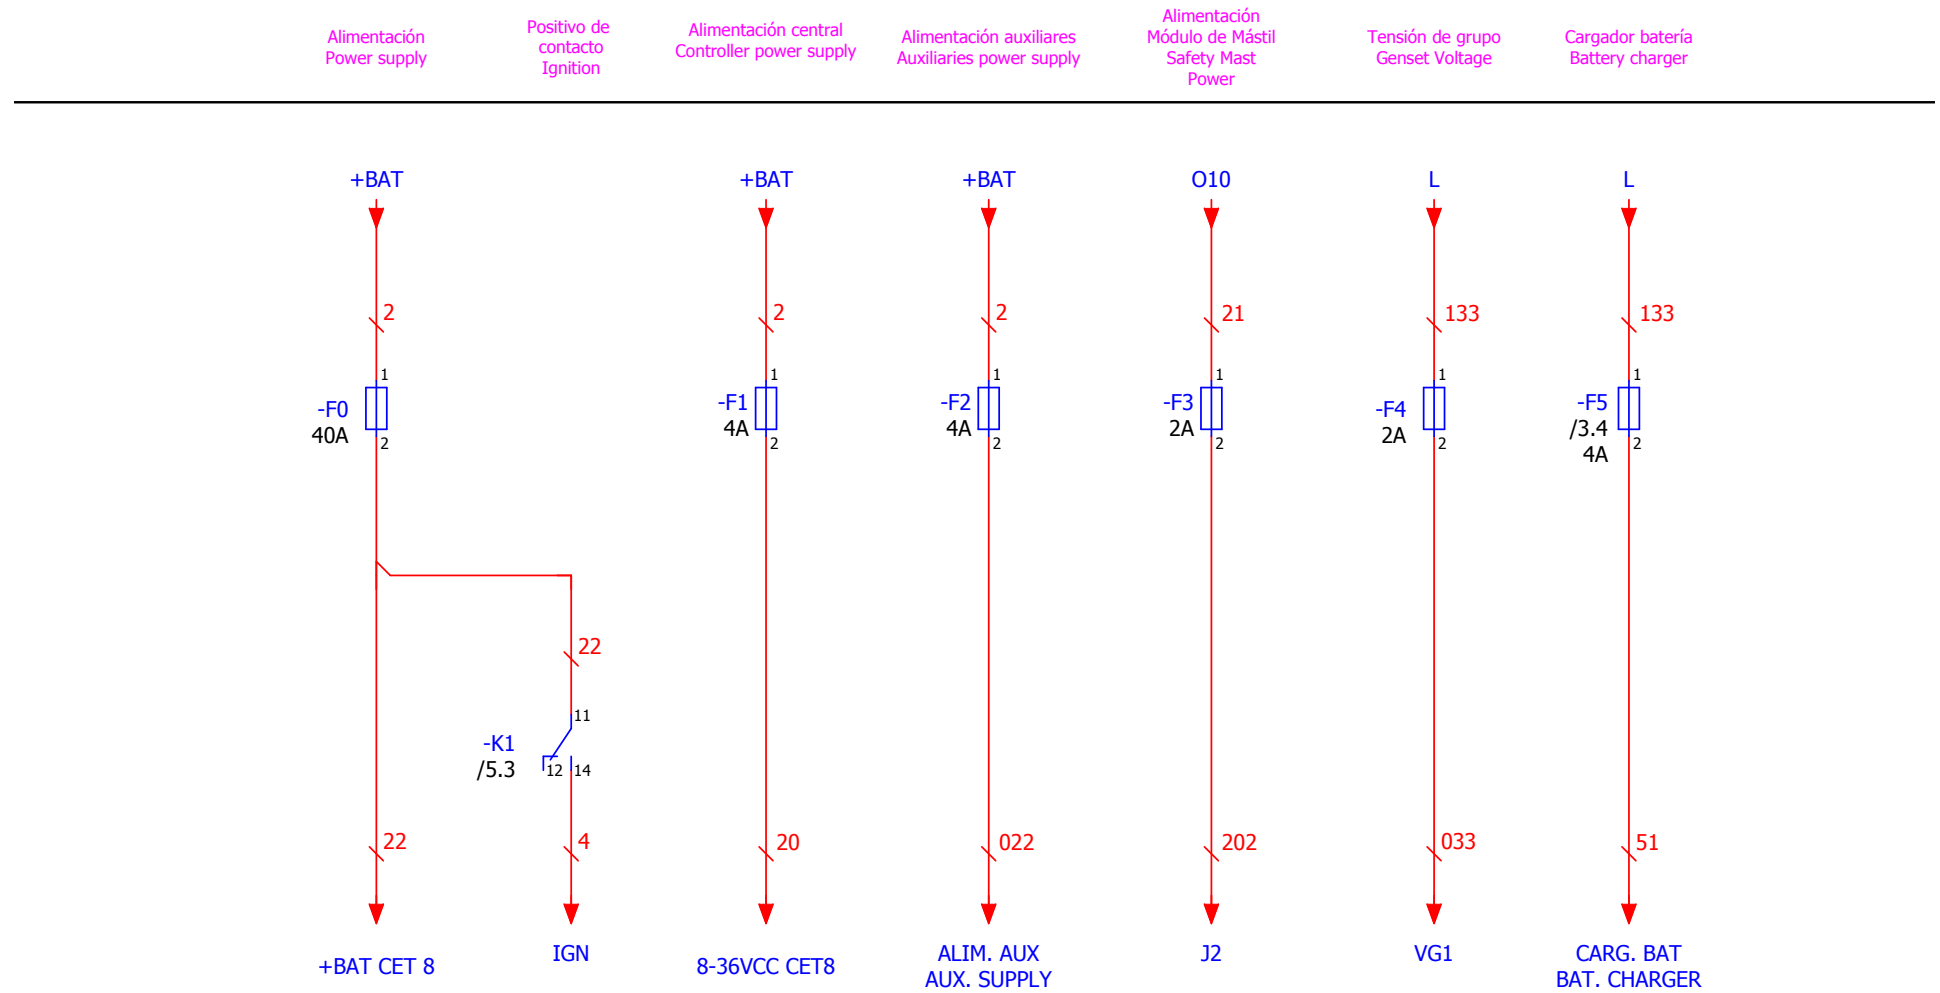 Alimentación
Power supply
Positivo de
contacto
Ignition
Alimentación central
Controller power supply
Alimentación auxiliares
Auxiliaries power supply
Alimentación
Módulo de Mástil
Safety Mast
Power
Tensión de grupo
Genset Voltage
Cargador batería
Battery charger
+BAT
+BAT
+BAT
O10
L
L
2
2
2
21
133
133
1
-F0
40A
2
1
-F1
4A
2
1
-F2
4A
2
1
-F3
2A
2
1
-F4
2A
2
1
-F5
/3.4
4A
2
22
11
-K1
/5.3
12
14
22
4
20
022
202
033
51
+BAT CET 8
IGN
8-36VCC CET8
ALIM. AUX
AUX. SUPPLY
J2
VG1
CARG. BAT
BAT. CHARGER